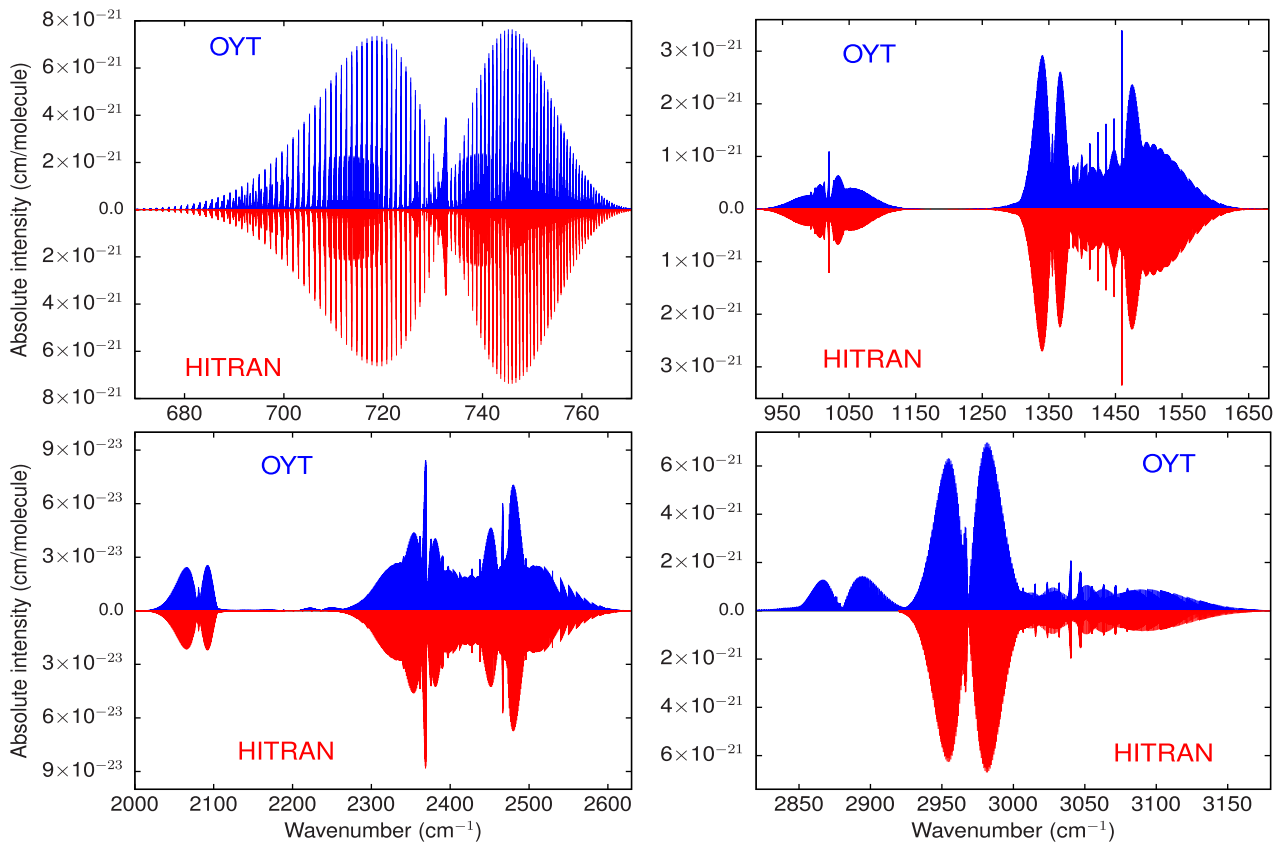 Absolute intensity (cm/molecule)
8×10−21
6×10−21
4×10−21
2×10−21
0.0
2×10−21
4×10−21
6×10−21
8×10−21
OYT
HITRAN
680 700 720 740 760
3×10−21
2×10−21
1×10−21
0.0
1×10−21
2×10−21
3×10−21
OYT
HITRAN
950 1050 1150 1250 1350 1450 1550 1650
Absolute intensity (cm/molecule)
9×10−23
6×10−23
3×10−23
0.0
3×10−23
6×10−23
9×10−23
OYT
HITRAN
2000 2100 2200 2300 2400 2500 2600
Wavenumber (cm−1)
6×10−21
4×10−21
2×10−21
0.0
2×10−21
4×10−21
6×10−21
OYT
HITRAN
2850 2900 2950 3000 3050 3100 3150
Wavenumber (cm−1)